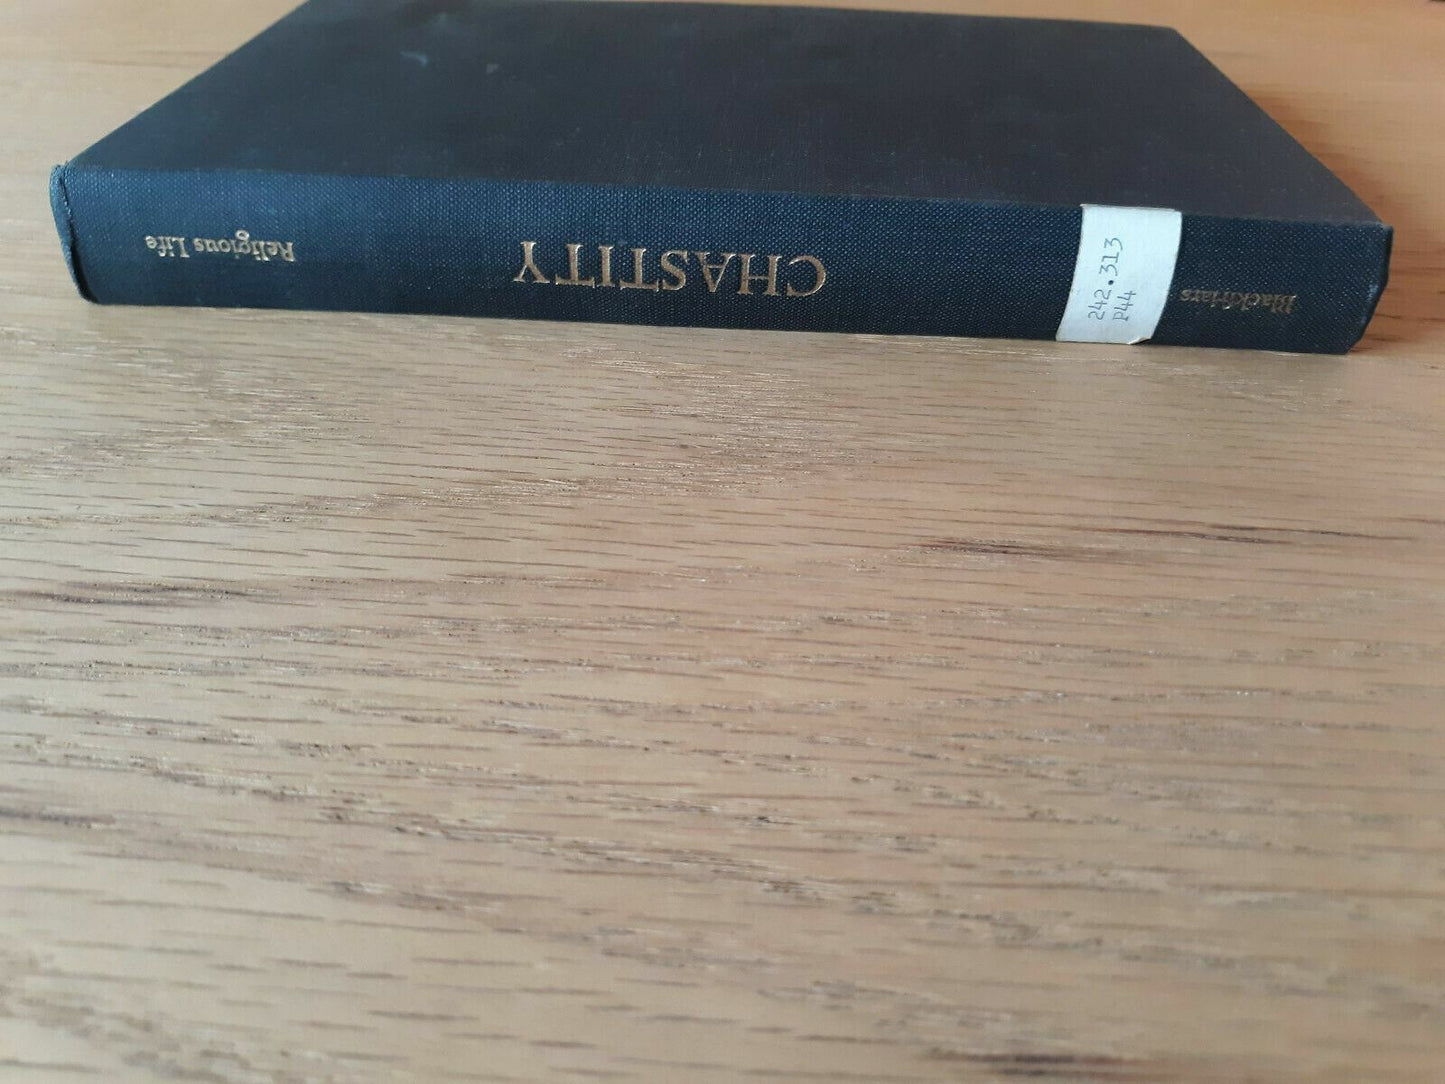 Blackfriars
242.313
P44
CHASTITY
Religious Life